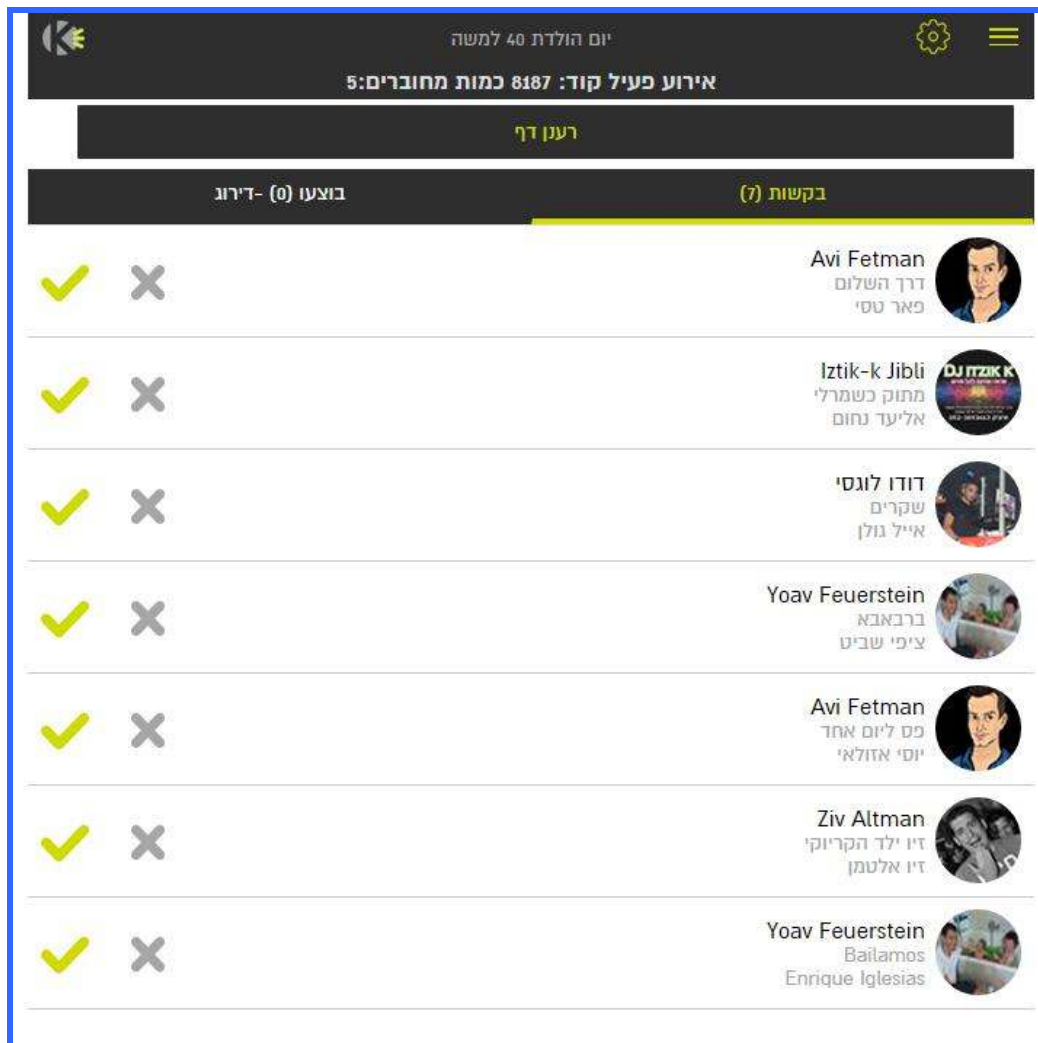 יום הולדת 40 למשה
אירוע פעיל קוד: 8187 כמות מחוברים:5
רענן דף
בקשות (7)
בוצעו (0) -דירוג
Avi Fetman
דרך השלום
פאר טסי
Iztik-k Jibli
מתוק כשמרלי
אליעד נחום
DJ ITZIK K
דודו לוגסי
שקרים
אייל גולן
Yoav Feuerstein
ברבאבא
ציפי שביט
Avi Fetman
פס ליום אחד
יוסי אזולאי
Ziv Altman
זיו ילד הקריוקי
זיו אלטמן
Yoav Feuerstein
Bailamos
Enrique Iglesias